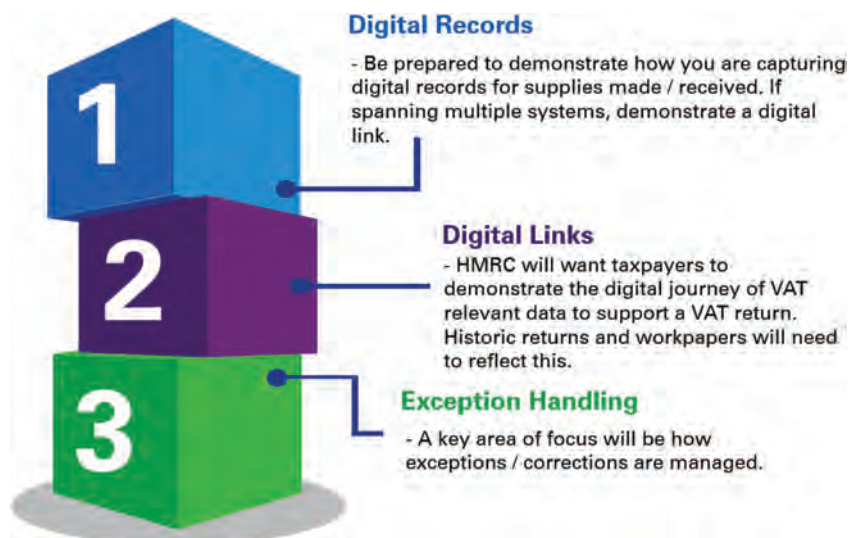 1
Digital Records
- Be prepared to demonstrate how you are capturing
digital records for supplies made / received. If
spanning multiple systems, demonstrate a digital
link.
2
Digital Links
- HMRC will want taxpayers to
demonstrate the digital journey of VAT
relevant data to support a VAT return.
Historic returns and workpapers will need
to reflect this.
3
Exception Handling
- A key area of focus will be how
exceptions / corrections are managed.